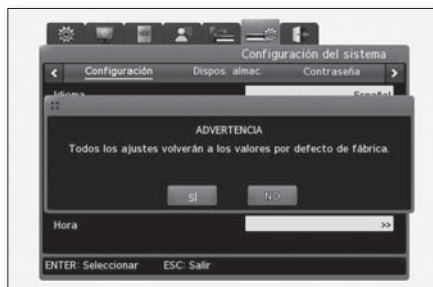 Configuración del sistema
Configuración Dispos. almac. Contraseña
Idioma Español
ADVERTENCIA
Todos los ajustes volverán a los valores por defecto de fábrica.
SÍ NO
Hora >>
ENTER: Seleccionar ESC: Salir